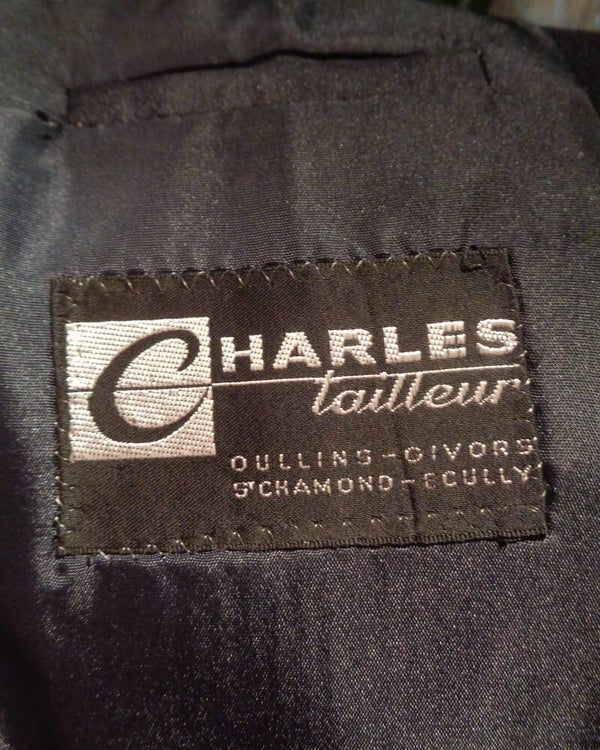 CHARLES
tailleur
OULLINS-GIVORS
ST CHAMOND-ECULLY